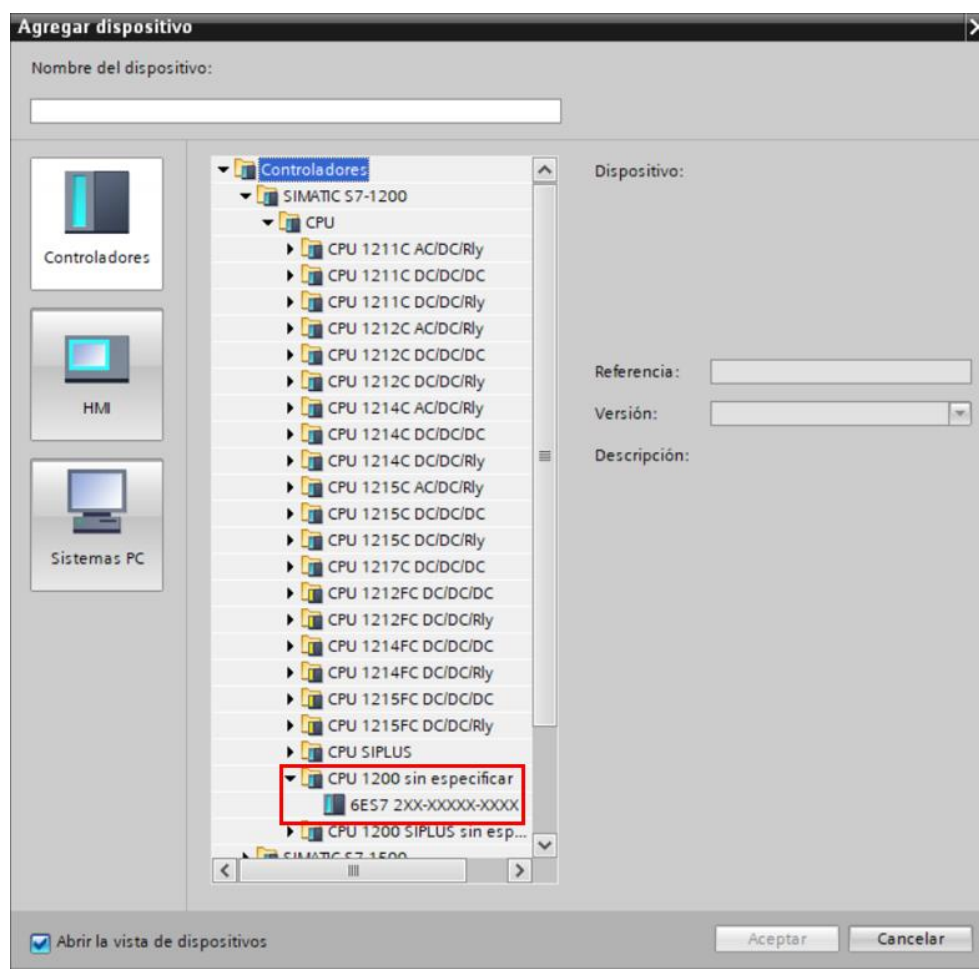 Agregar dispositivo
Nombre del dispositivo:
Controladores
HMI
Sistemas PC
Controladores
SIMATIC S7-1200
CPU
CPU 1211C AC/DC/Rly
CPU 1211C DC/DC/DC
CPU 1211C DC/DC/Rly
CPU 1212C AC/DC/Rly
CPU 1212C DC/DC/DC
CPU 1212C DC/DC/Rly
CPU 1214C AC/DC/Rly
CPU 1214C DC/DC/DC
CPU 1214C DC/DC/Rly
CPU 1215C AC/DC/Rly
CPU 1215C DC/DC/DC
CPU 1215C DC/DC/Rly
CPU 1217C DC/DC/DC
CPU 1212FC DC/DC/DC
CPU 1212FC DC/DC/Rly
CPU 1214FC DC/DC/DC
CPU 1214FC DC/DC/Rly
CPU 1215FC DC/DC/DC
CPU 1215FC DC/DC/Rly
CPU SIPLUS
CPU 1200 sin especificar
6ES7 2XX-XXXXX-XXXX
CPU 1200 SIPLUS sin esp...
SIMATIC S7-1500
Dispositivo:
Referencia:
Versión:
Descripción:
Abrir la vista de dispositivos
Aceptar
Cancelar